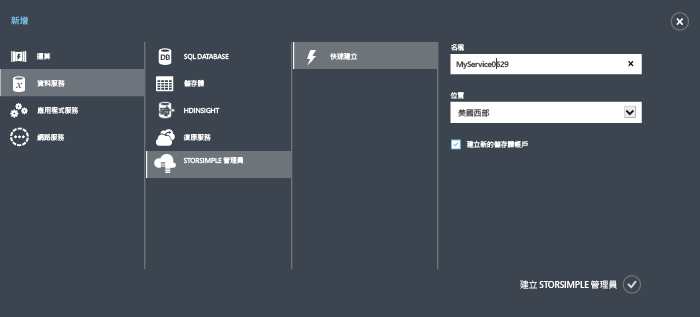 新增
運算
資料服務
應用程式服務
網路服務
SQL DATABASE
儲存體
HDINSIGHT
復原服務
STORSIMPLE 管理員
快速建立
名稱
MyService0629
位置
美國西部
建立新的儲存體帳戶
建立 STORSIMPLE 管理員